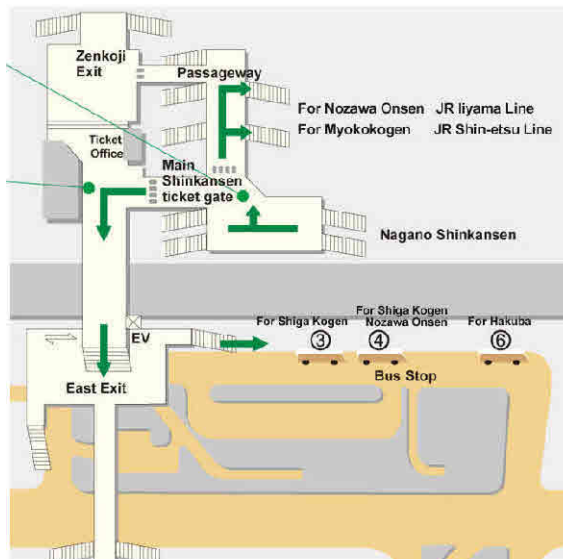 Zenkoji
Exit
Passageway
For Nozawa Onsen JR Iiyama Line
For Myokokogen JR Shin-etsu Line
Ticket
Office
Main
Shinkansen
ticket gate
Nagano Shinkansen
For Shiga Kogen
For Shiga Kogen
Nozawa Onsen
For Hakuba
3
4
6
EV
Bus Stop
East Exit